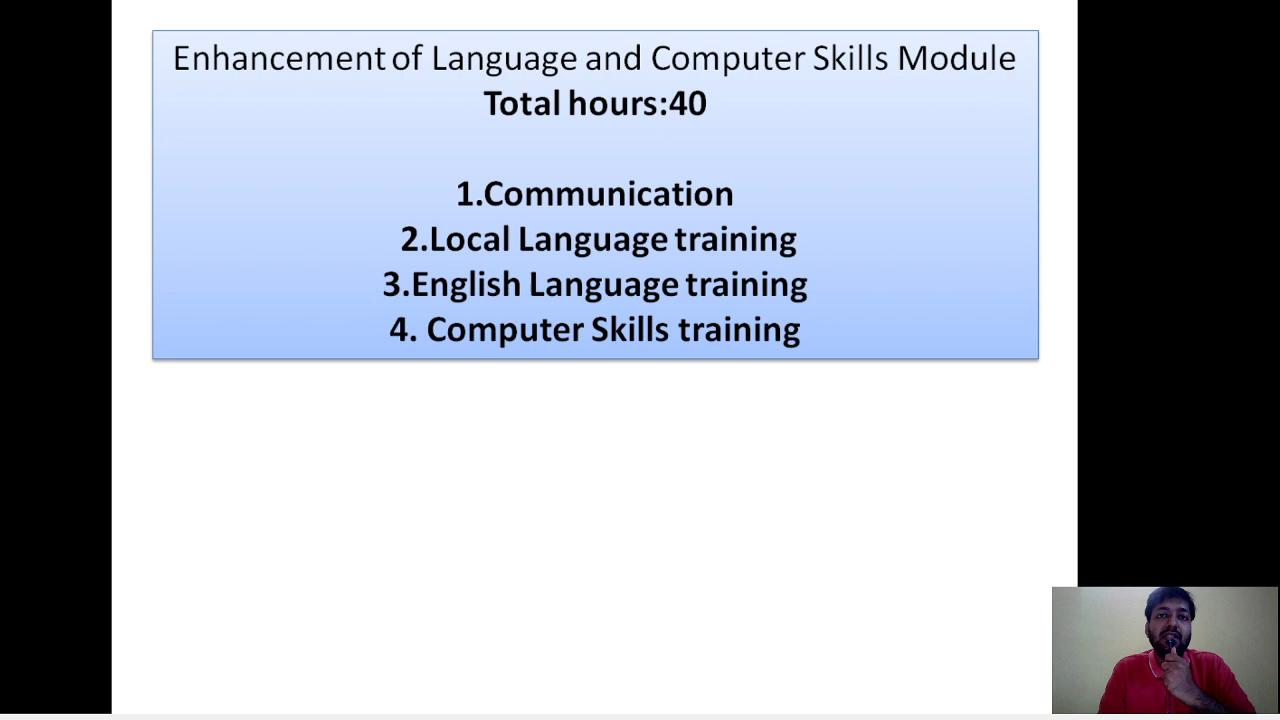 Enhancement of Language and Computer Skills Module
Total hours:40
1.Communication
2.Local Language training
3.English Language training
4. Computer Skills training